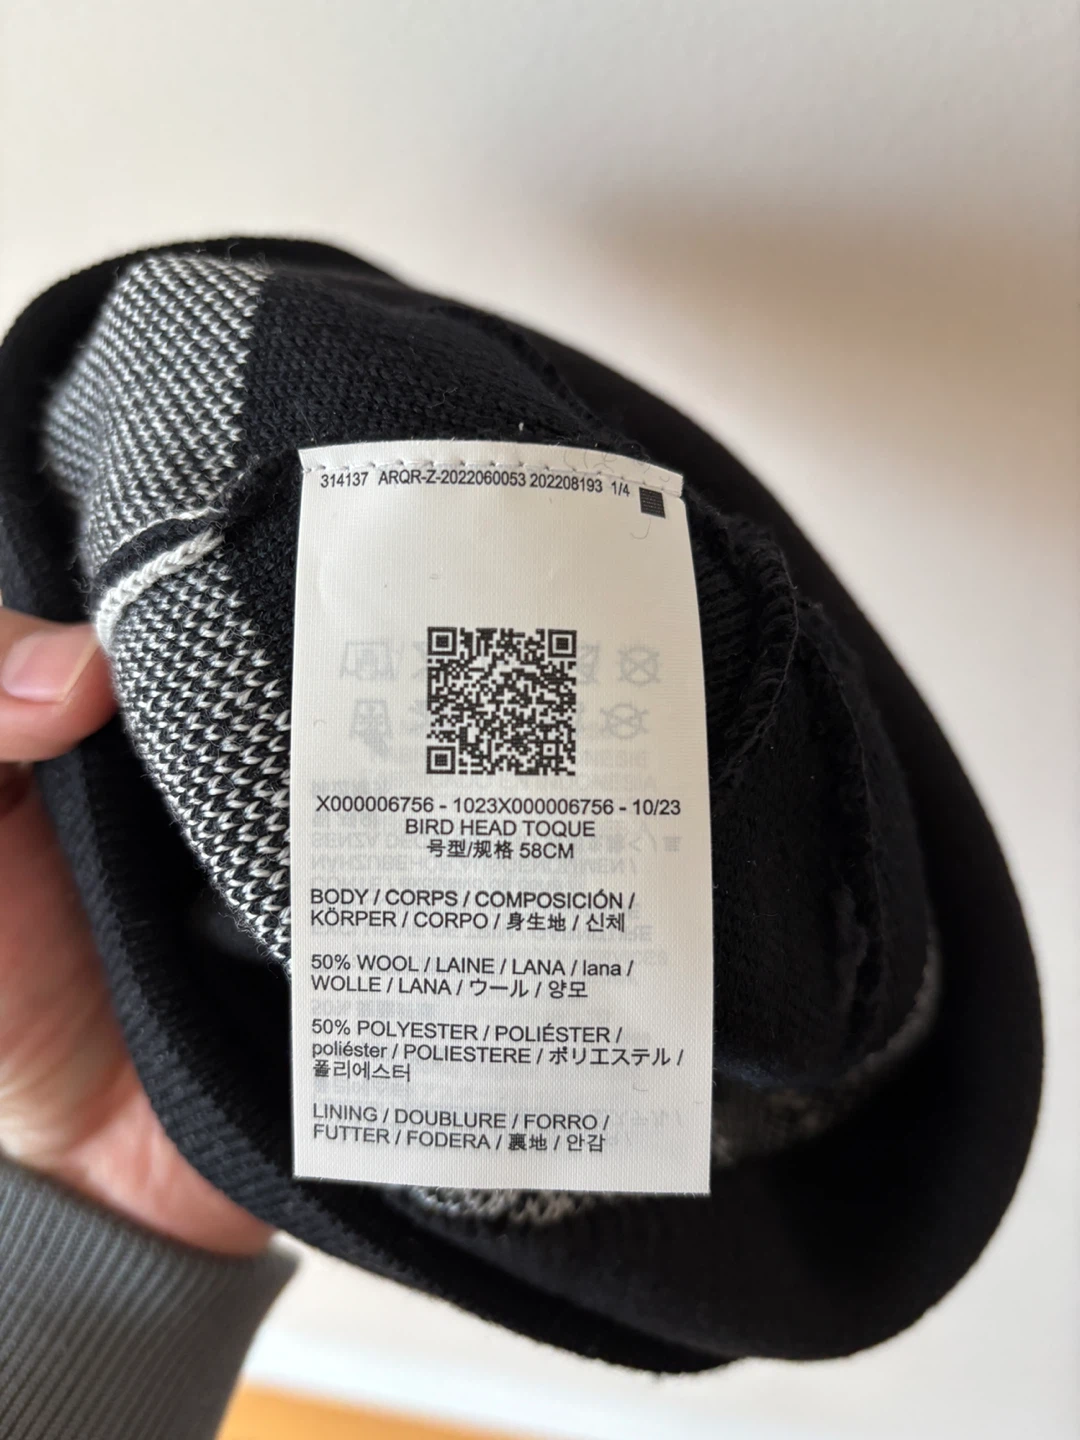 314137 ARQR-Z-2022060053 202208193 1/4
X000006756 - 1023X000006756 - 10/23
BIRD HEAD TOQUE
号型/规格 58CM
BODY / CORPS / COMPOSICIÓN /
KÖRPER / CORPO / 身生地 / 신체
50% WOOL / LAINE / LANA / lana /
WOLLE / LANA / ウール / 양모
50% POLYESTER / POLIÉSTER /
poliéster / POLIESTERE / ポリエステル /
폴리에스터
LINING / DOUBLURE / FORRO /
FUTTER / FODERA / 裏地 / 안감